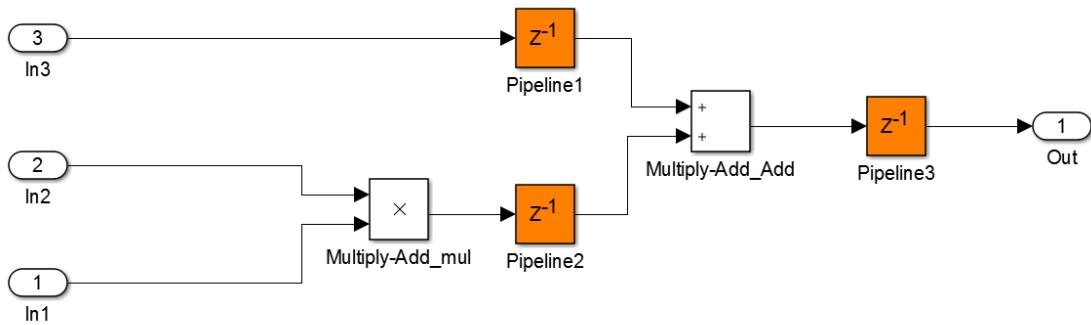 3
In3
Z-1
Pipeline1
2
In2
1
In1
×
Multiply-Add_mul
Z-1
Pipeline2
+
+
Multiply-Add_Add
Z-1
Pipeline3
1
Out